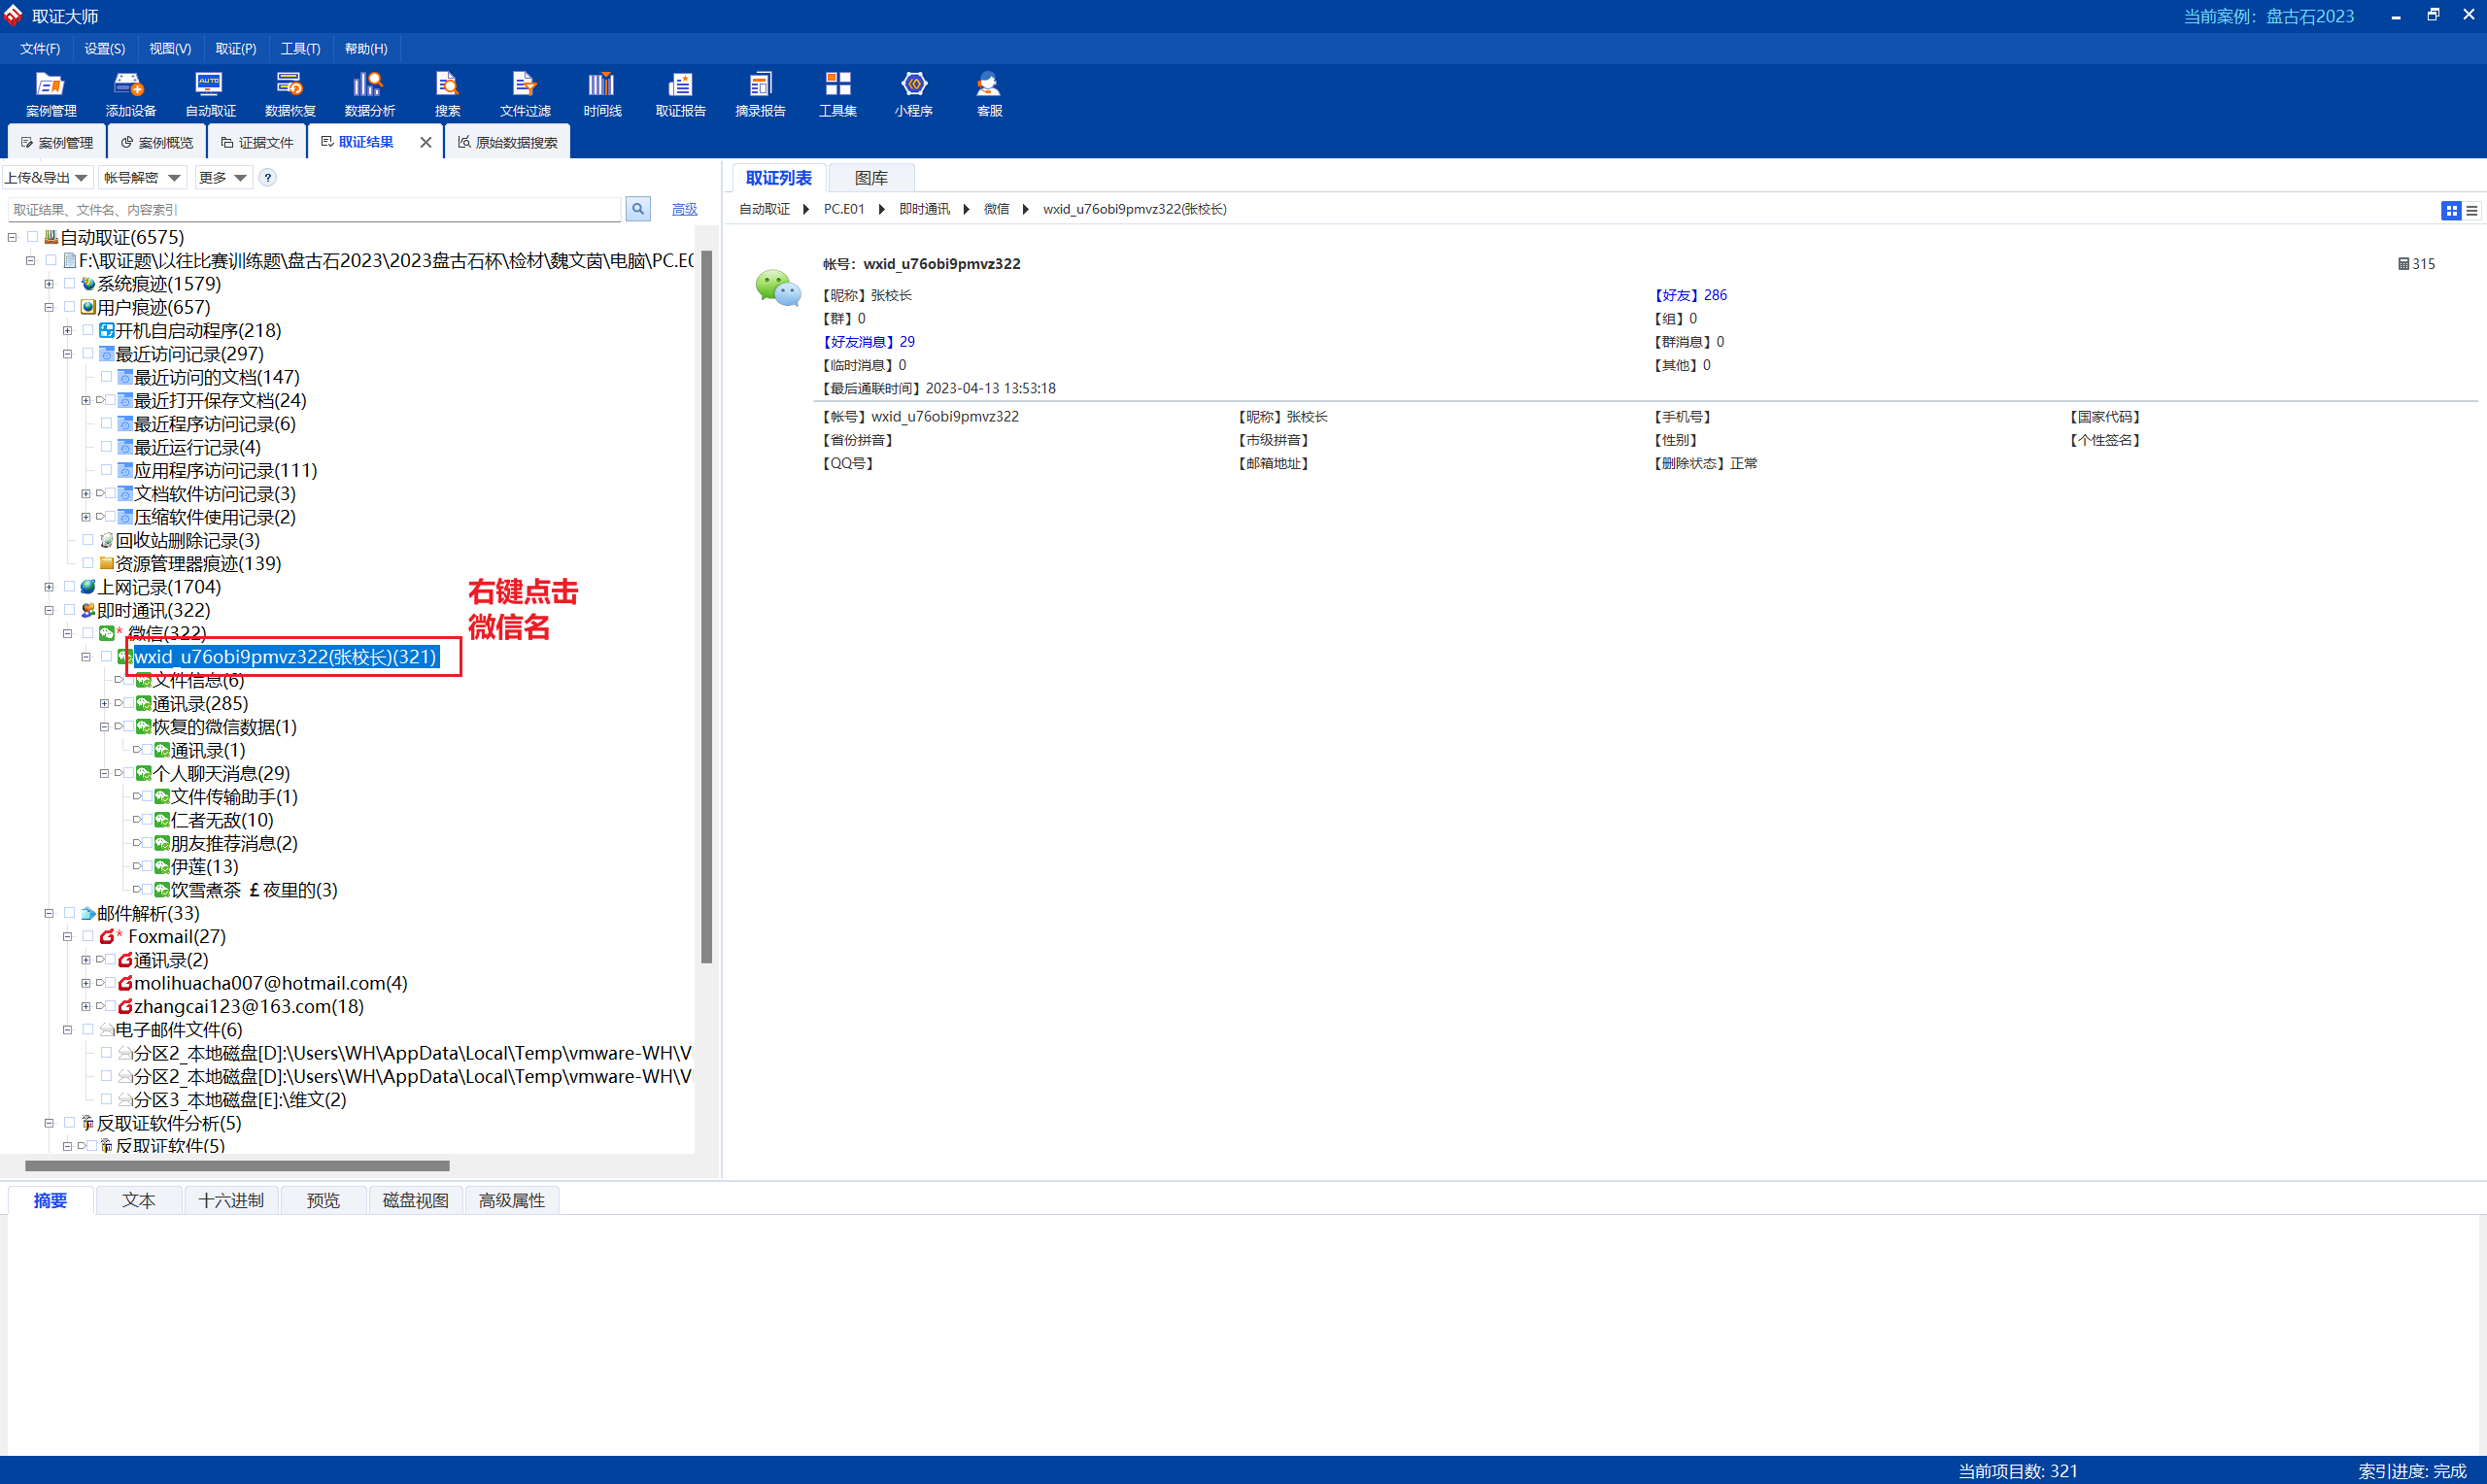 取证大师
当前案例：盘古石2023
文件(F) 设置(S) 视图(V) 取证(P) 工具(T) 帮助(H)
案例管理 添加设备 自动取证 数据恢复 数据分析 搜索 文件过滤 时间线 取证报告 摘录报告 工具集 小程序 客服
案例管理 案例概览 证据文件 取证结果 原始数据搜索
上传&导出 帐号解密 更多 ?
取证结果、文件名、内容索引 高级
自动取证(6575)
F:\取证题\以往比赛训练题\盘古石2023\2023盘古石杯\检材\魏文茵\电脑\PC.E0
系统痕迹(1579)
用户痕迹(657)
开机自启动程序(218)
最近访问记录(297)
最近访问的文档(147)
最近打开保存文档(24)
最近程序访问记录(6)
最近运行记录(4)
应用程序访问记录(111)
文档软件访问记录(3)
压缩软件使用记录(2)
回收站删除记录(3)
资源管理器痕迹(139)
上网记录(1704)
即时通讯(322)
* 微信(322)
wxid_u76obi9pmvz322(张校长)(321)
右键点击
微信名
文件信息(6)
通讯录(285)
恢复的微信数据(1)
通讯录(1)
个人聊天消息(29)
文件传输助手(1)
仁者无敌(10)
朋友推荐消息(2)
伊莲(13)
饮雪煮茶 ￡夜里的(3)
邮件解析(33)
* Foxmail(27)
通讯录(2)
molihuacha007@hotmail.com(4)
zhangcai123@163.com(18)
电子邮件文件(6)
分区2_本地磁盘[D]:\Users\WH\AppData\Local\Temp\vmware-WH\V
分区2_本地磁盘[D]:\Users\WH\AppData\Local\Temp\vmware-WH\V
分区3_本地磁盘[E]:\维文(2)
反取证软件分析(5)
反取证软件(5)
取证列表 图库
自动取证 PC.E01 即时通讯 微信 wxid_u76obi9pmvz322(张校长)
帐号：wxid_u76obi9pmvz322 315
【昵称】张校长 【好友】286
【群】0 【组】0
【好友消息】29 【群消息】0
【临时消息】0 【其他】0
【最后通联时间】2023-04-13 13:53:18
【帐号】wxid_u76obi9pmvz322 【昵称】张校长 【手机号】 【国家代码】
【省份拼音】 【市级拼音】 【性别】 【个性签名】
【QQ号】 【邮箱地址】 【删除状态】正常
摘要 文本 十六进制 预览 磁盘视图 高级属性
当前项目数: 321 索引进度: 完成